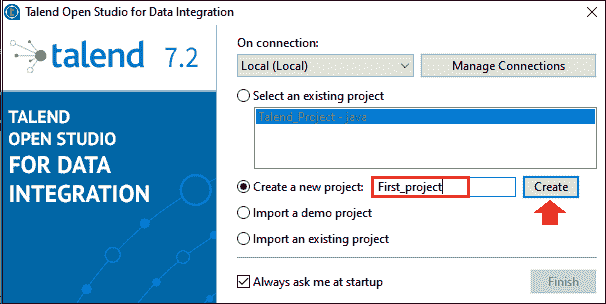 Talend Open Studio for Data Integration
talend 7.2
TALEND
OPEN STUDIO
FOR DATA
INTEGRATION
On connection:
Local (Local)
Manage Connections
Select an existing project
Talend_Project - java
Create a new project:
First_project
Create
Import a demo project
Import an existing project
Always ask me at startup
Finish